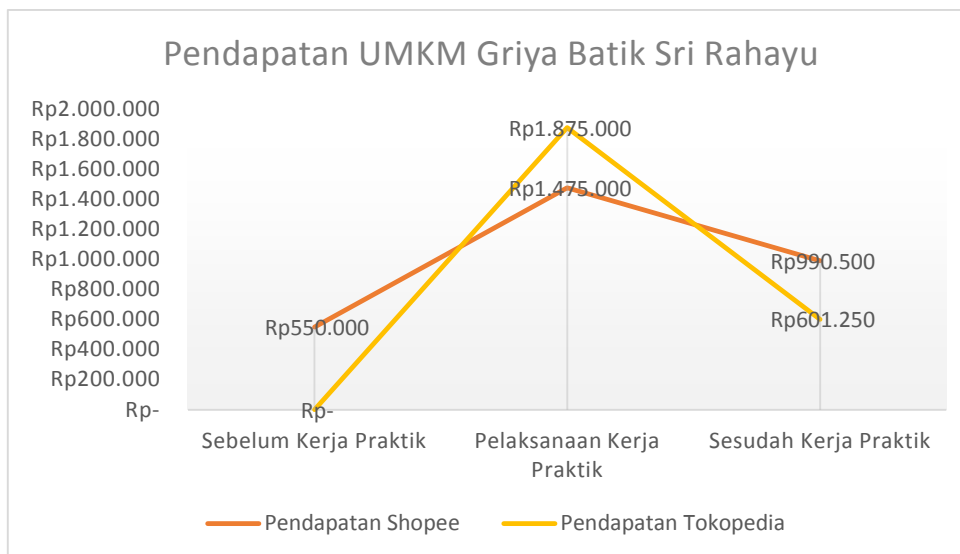 Pendapatan UMKM Griya Batik Sri Rahayu
Rp2.000.000
Rp1.800.000
Rp1.600.000
Rp1.400.000
Rp1.200.000
Rp1.000.000
Rp800.000
Rp600.000
Rp400.000
Rp200.000
Rp-
Rp1.875.000
Rp1.475.000
Rp990.500
Rp550.000
Rp601.250
Rp-
Sebelum Kerja Praktik
Pelaksanaan Kerja
Praktik
Sesudah Kerja Praktik
Pendapatan Shopee
Pendapatan Tokopedia